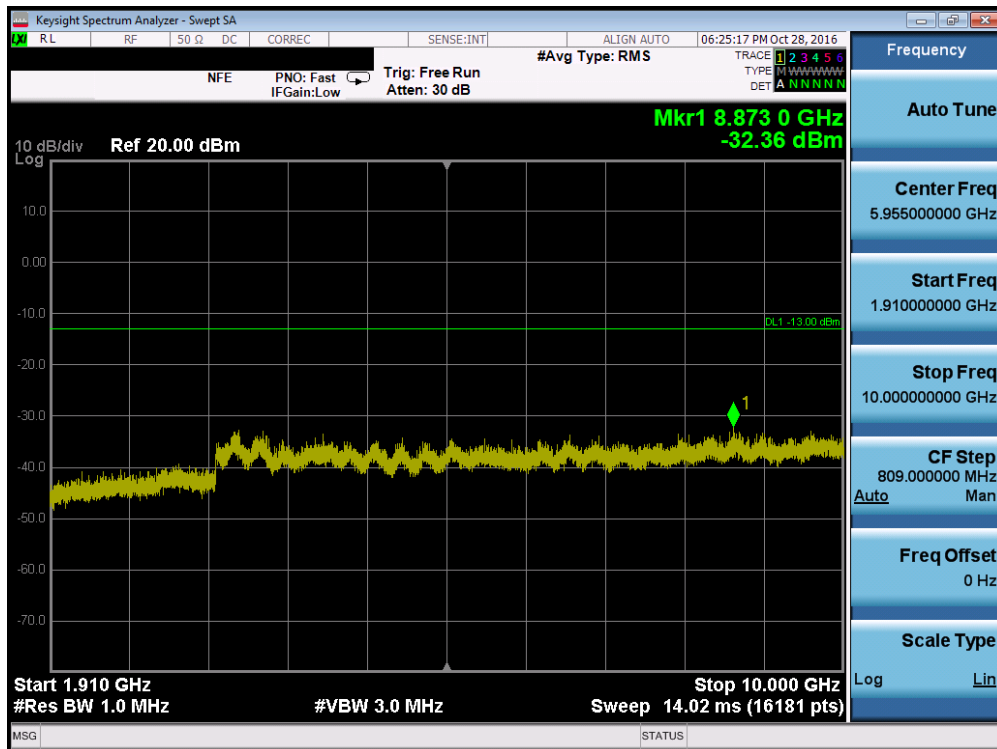 Keysight Spectrum Analyzer - Swept SA
LXI RL RF 50 Ω DC CORREC SENSE:INT ALIGN AUTO 06:25:17 PM Oct 28, 2016
#Avg Type: RMS TRACE 1 2 3 4 5 6
NFE PNO: Fast Trig: Free Run TYPE M WWWWW
IFGain:Low Atten: 30 dB DET A N N N N N
Mkr1 8.873 0 GHz
-32.36 dBm
10 dB/div Ref 20.00 dBm
Log
10.0
0.00
-10.0
DL1 -13.00 dBm
-20.0
-30.0
1
-40.0
-50.0
-60.0
-70.0
Start 1.910 GHz Stop 10.000 GHz
#Res BW 1.0 MHz #VBW 3.0 MHz Sweep 14.02 ms (16181 pts)
MSG STATUS
Frequency
Auto Tune
Center Freq
5.955000000 GHz
Start Freq
1.910000000 GHz
Stop Freq
10.000000000 GHz
CF Step
809.000000 MHz
Auto Man
Freq Offset
0 Hz
Scale Type
Log Lin